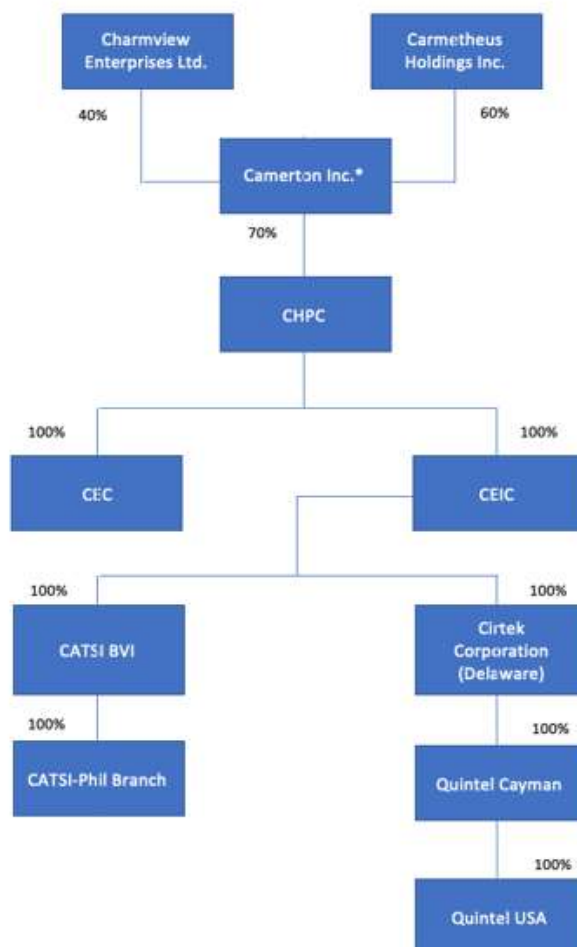 Charmview
Enterprises Ltd.
Carmetheus
Holdings Inc.
40%
60%
Camerton Inc.*
70%
CHPC
100%
100%
CEC
CEIC
100%
100%
CATSI BVI
Cirtek
Corporation
(Delaware)
100%
100%
CATSI-Phil Branch
Quintel Cayman
100%
Quintel USA